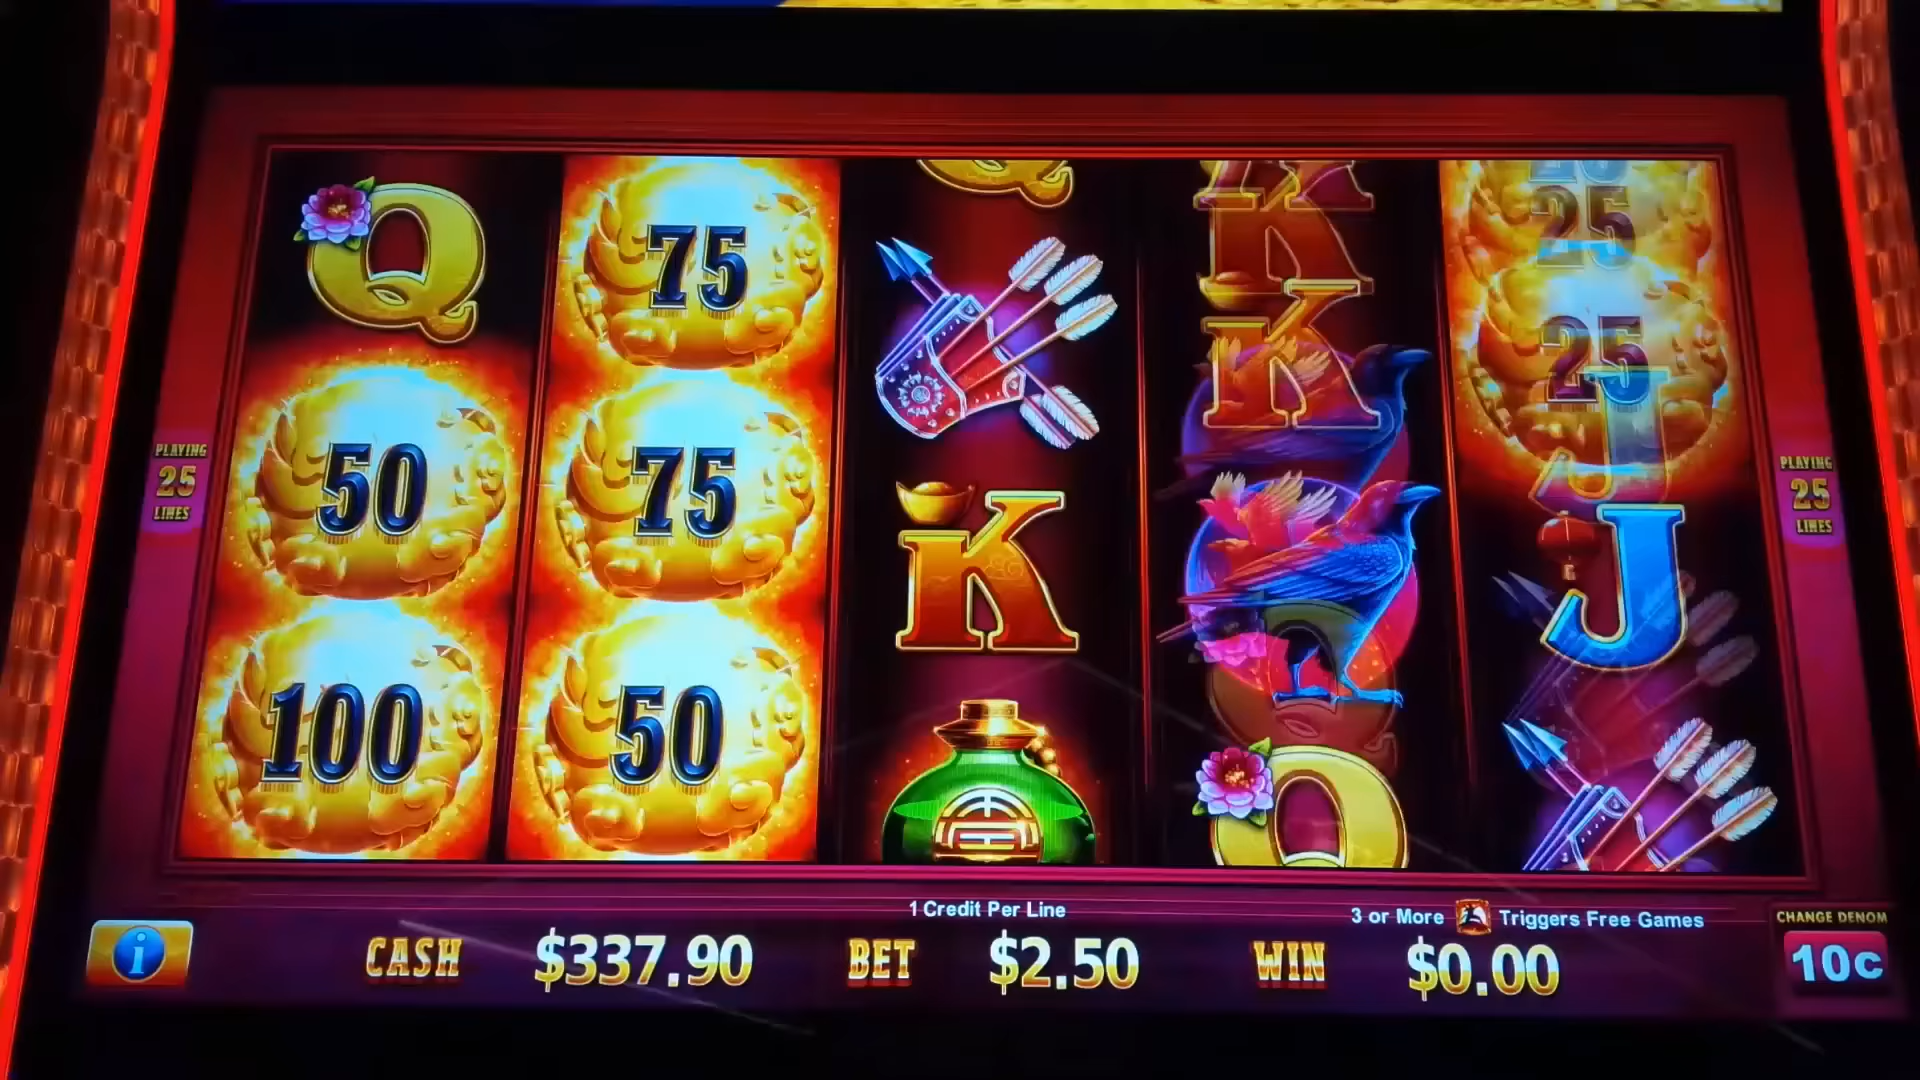 Q
75
K
25
75
K
25
50
75
K
J
100
50
Q
PLAYING
25
LINES
PLAYING
25
LINES
1 Credit Per Line
3 or More Triggers Free Games
CHANGE DENOM
CASH $337.90 BET $2.50 WIN $0.00 10c